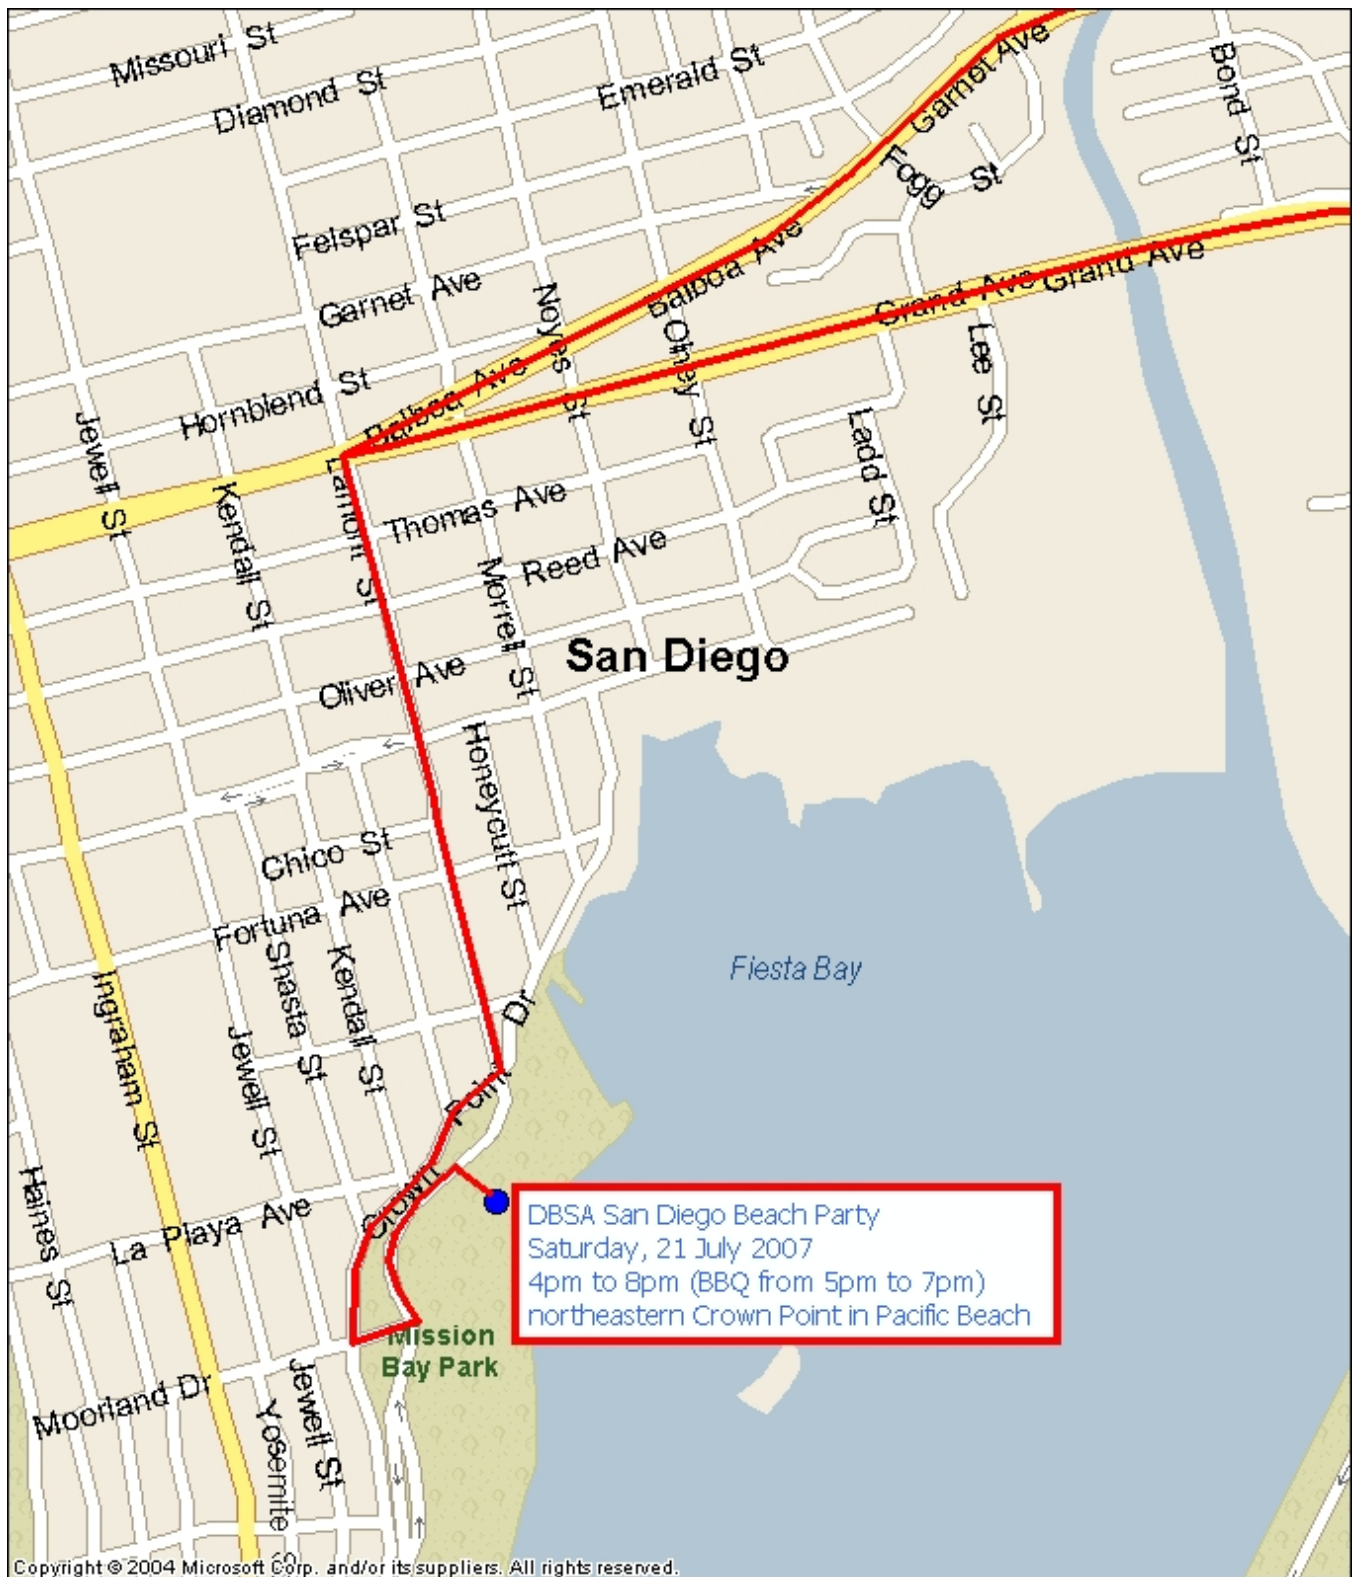 Missouri St
Diamond St
Emerald St
Garnet Ave
Bond St
Fogg St
Felspar St
Garnet Ave
Balboa Ave
Grand Ave
Grand Ave
Noyes St
Olney St
Lee St
Hornblend St
Balboa Ave
Jewell St
Ladd St
Kendall St
Lamont St
Thomas Ave
Reed Ave
Morrell St
San Diego
Oliver Ave
Honeycutt St
Chico St
Fortuna Ave
Shasta St
Kendall St
Fiesta Bay
Ingraham St
Jewell St
Crown Point Dr
Haines St
La Playa Ave
DBSA San Diego Beach Party
Saturday, 21 July 2007
4pm to 8pm (BBQ from 5pm to 7pm)
northeastern Crown Point in Pacific Beach
Mission
Bay Park
Moorland Dr
Jewell St
Yosemite
Copyright © 2004 Microsoft Corp. and/or its suppliers. All rights reserved.